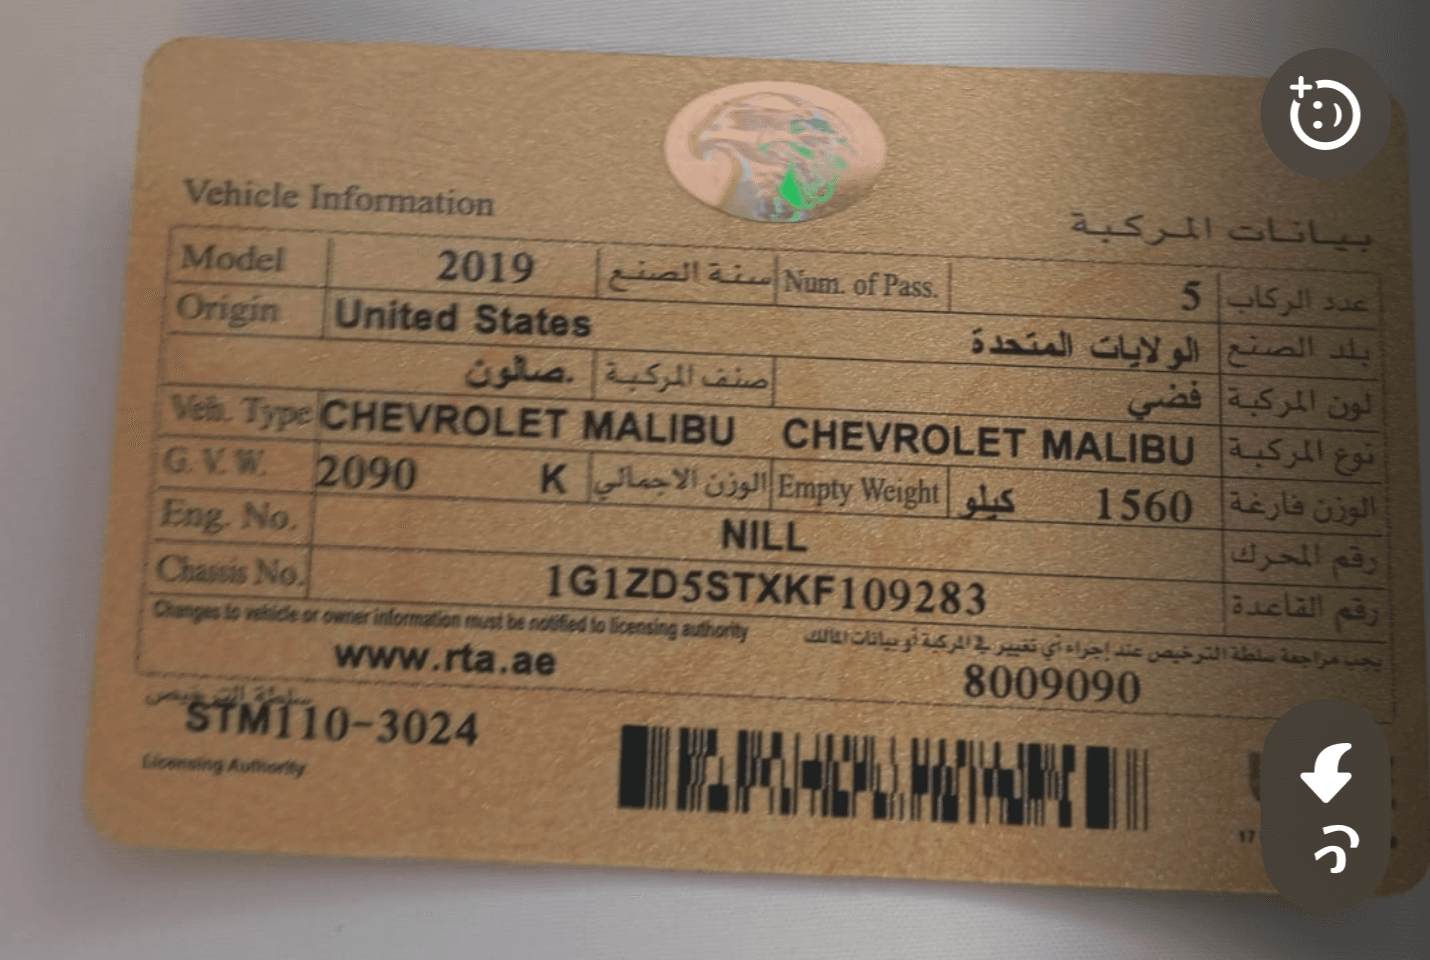 Vehicle Information بيانات المركبة
Model 2019 سنة الصنع Num. of Pass. 5 عدد الركاب
Origin United States الولايات المتحدة بلد الصنع
صالون. صنف المركبة فضي لون المركبة
Veh. Type CHEVROLET MALIBU CHEVROLET MALIBU نوع المركبة
G. V. W. 2090 K الوزن الاجمالي Empty Weight كيلو 1560 الوزن فارغة
Eng. No. NILL رقم المحرك
Chassis No. 1G1ZD5STXKF109283 رقم القاعدة
Changes to vehicle or owner information must be notified to licensing authority يجب مراجعة سلطة الترخيص عند إجراء أي تغيير في المركبة أو بيانات المالك
www.rta.ae 8009090
سلطة الترخيص
STM110-3024
Licensing Authority
17